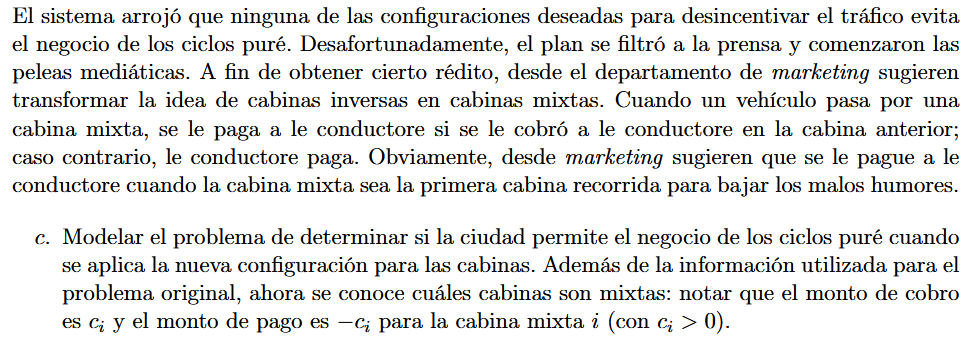 El sistema arrojó que ninguna de las configuraciones deseadas para desincentivar el tráfico evita
el negocio de los ciclos puré. Desafortunadamente, el plan se filtró a la prensa y comenzaron las
peleas mediáticas. A fin de obtener cierto rédito, desde el departamento de marketing sugieren
transformar la idea de cabinas inversas en cabinas mixtas. Cuando un vehículo pasa por una
cabina mixta, se le paga a le conductore si se le cobró a le conductore en la cabina anterior;
caso contrario, le conductore paga. Obviamente, desde marketing sugieren que se le pague a le
conductore cuando la cabina mixta sea la primera cabina recorrida para bajar los malos humores.
c. Modelar el problema de determinar si la ciudad permite el negocio de los ciclos puré cuando
se aplica la nueva configuración para las cabinas. Además de la información utilizada para el
problema original, ahora se conoce cuáles cabinas son mixtas: notar que el monto de cobro
es cᵢ y el monto de pago es −cᵢ para la cabina mixta i (con cᵢ > 0).